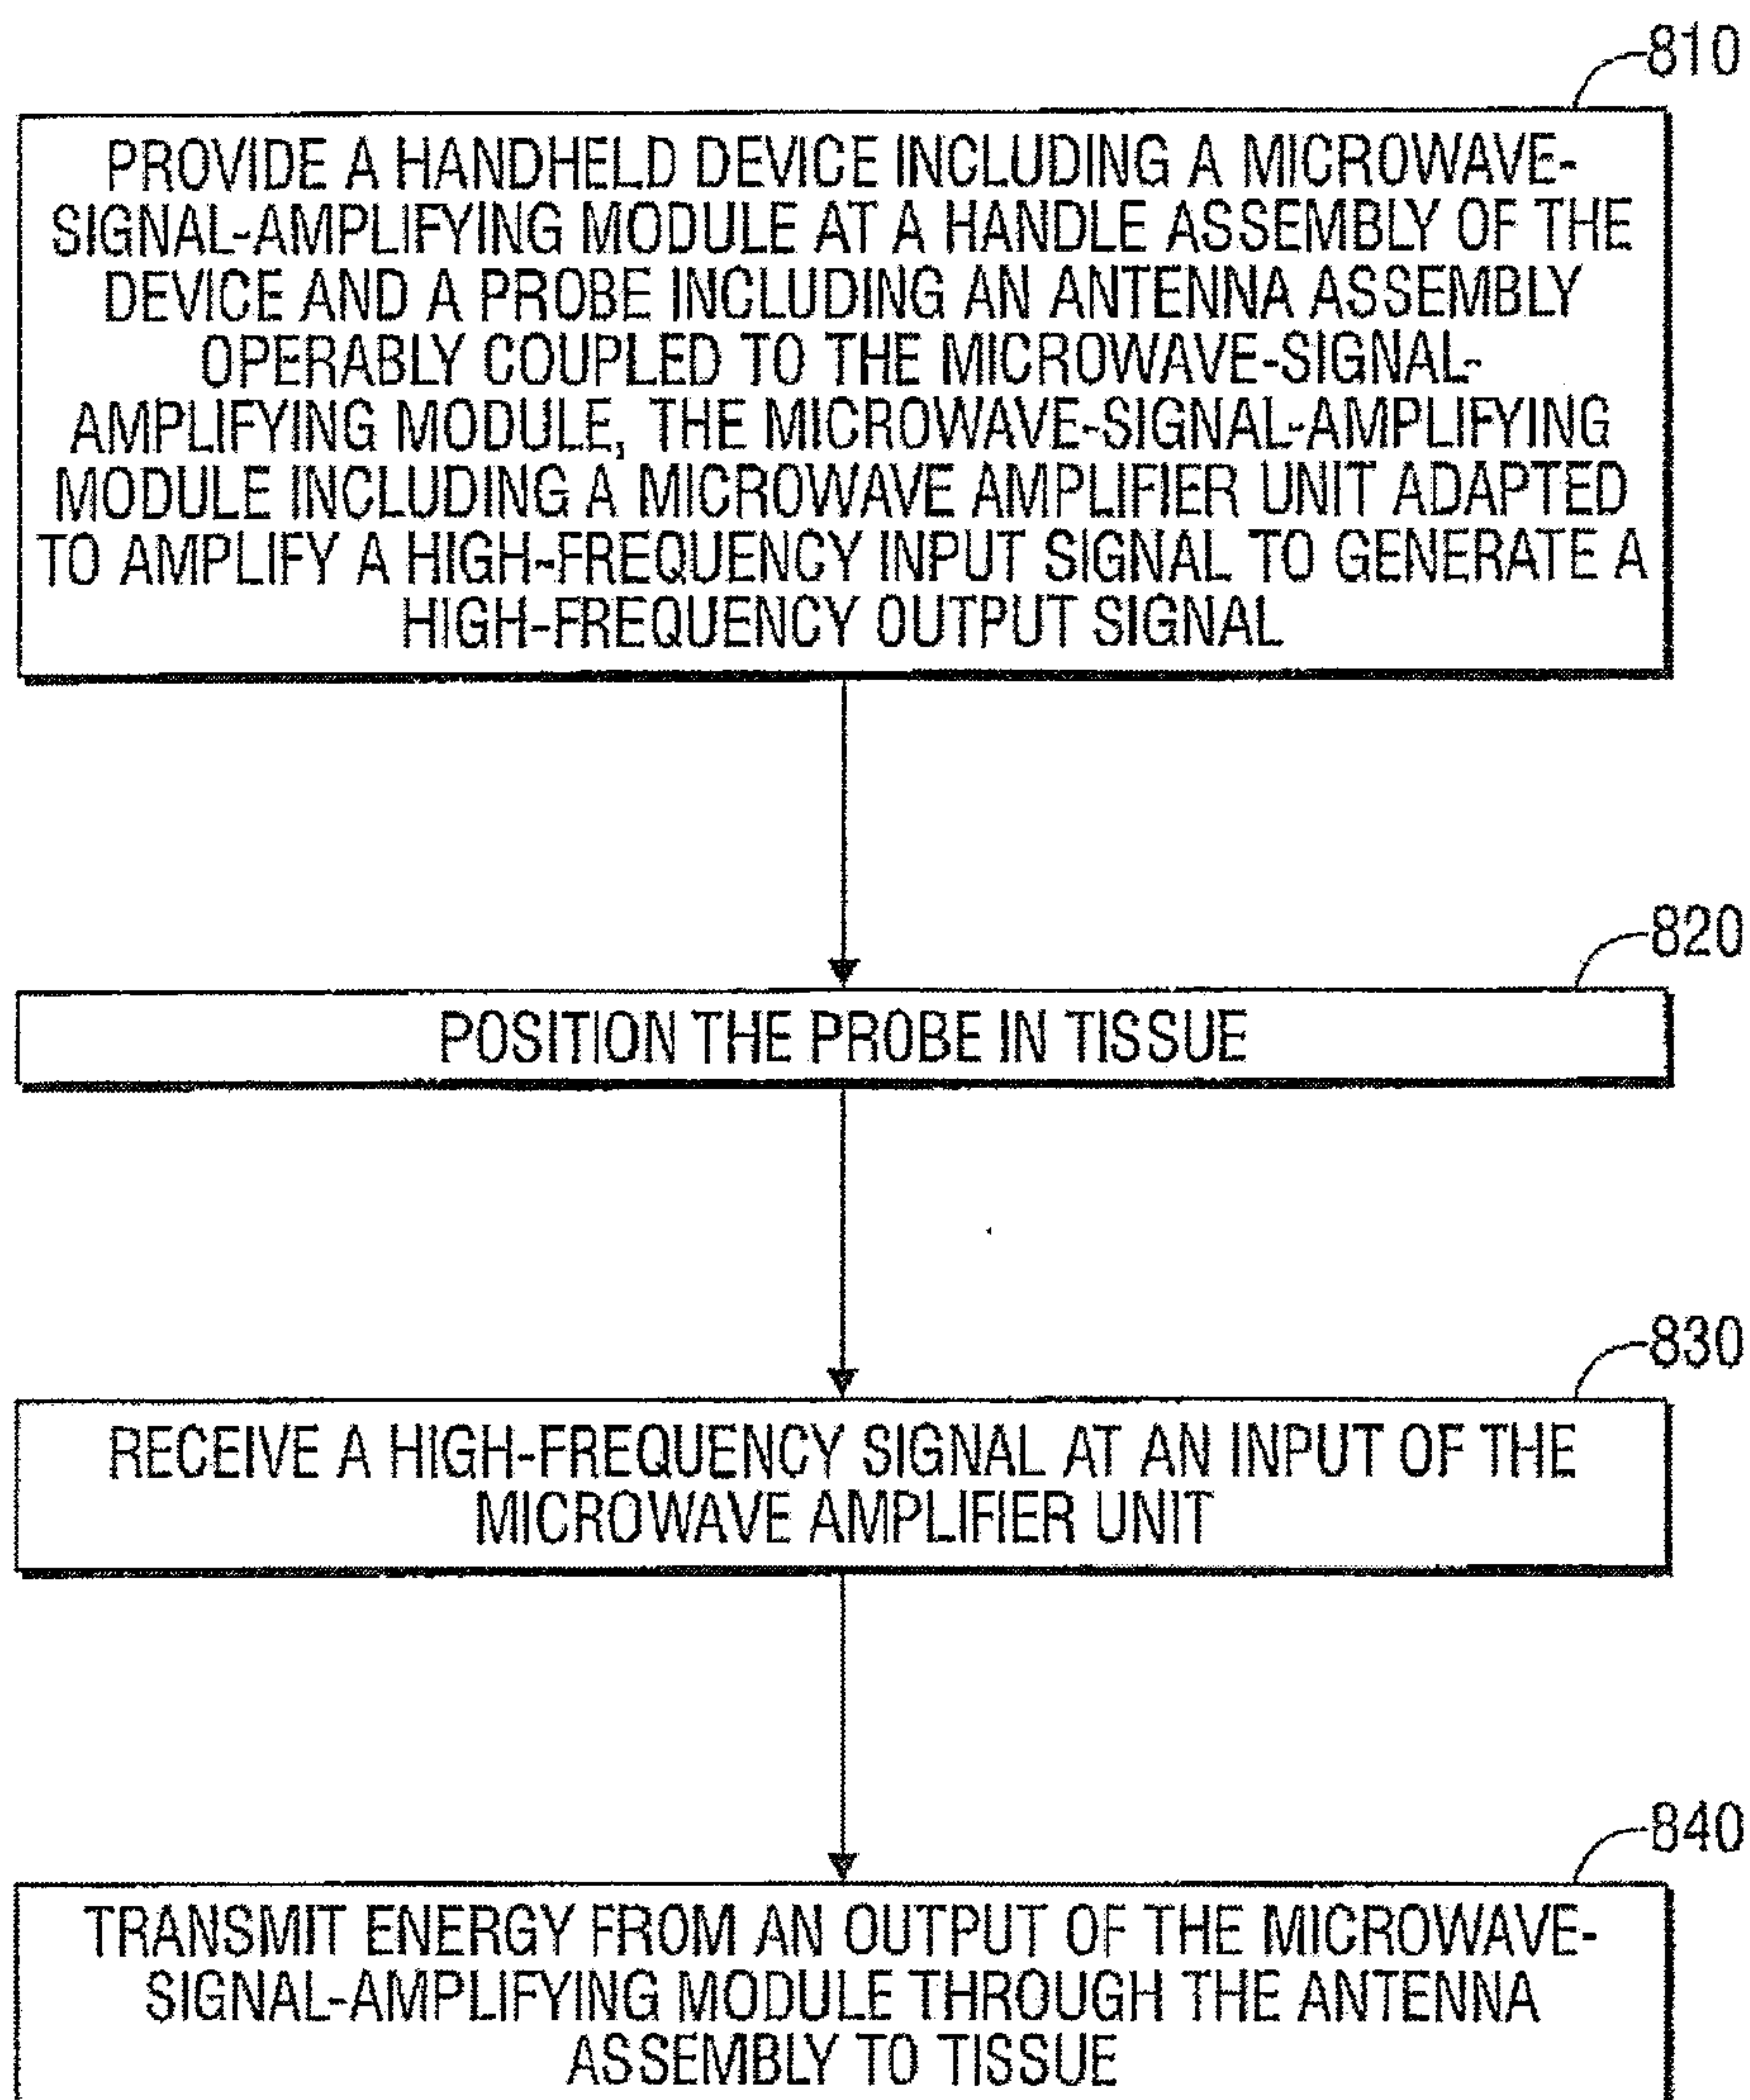 810
PROVIDE A HANDHELD DEVICE INCLUDING A MICROWAVE-
SIGNAL-AMPLIFYING MODULE AT A HANDLE ASSEMBLY OF THE
DEVICE AND A PROBE INCLUDING AN ANTENNA ASSEMBLY
OPERABLY COUPLED TO THE MICROWAVE-SIGNAL-
AMPLIFYING MODULE, THE MICROWAVE-SIGNAL-AMPLIFYING
MODULE INCLUDING A MICROWAVE AMPLIFIER UNIT ADAPTED
TO AMPLIFY A HIGH-FREQUENCY INPUT SIGNAL TO GENERATE A
HIGH-FREQUENCY OUTPUT SIGNAL
820
POSITION THE PROBE IN TISSUE
830
RECEIVE A HIGH-FREQUENCY SIGNAL AT AN INPUT OF THE
MICROWAVE AMPLIFIER UNIT
840
TRANSMIT ENERGY FROM AN OUTPUT OF THE MICROWAVE-
SIGNAL-AMPLIFYING MODULE THROUGH THE ANTENNA
ASSEMBLY TO TISSUE